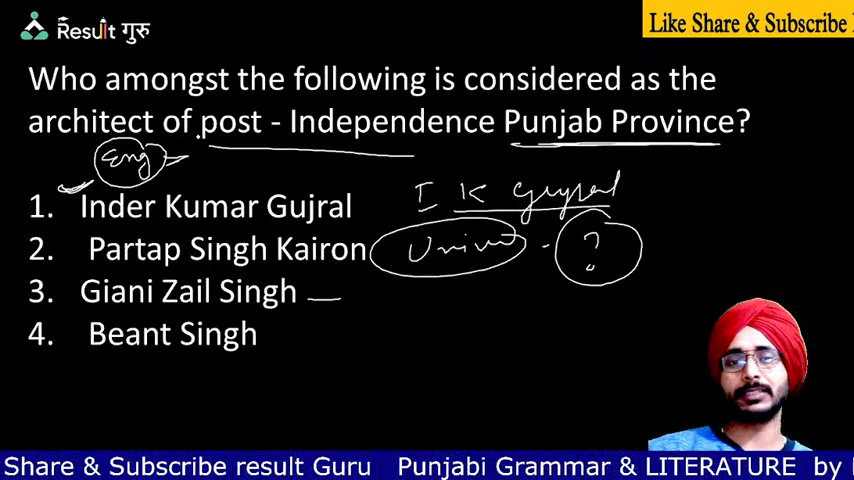 Result गुरु
Like Share & Subscribe
Who amongst the following is considered as the
architect of post - Independence Punjab Province?
Eng
1. Inder Kumar Gujral
I K Gujral
2. Partap Singh Kairon
?
3. Giani Zail Singh
4. Beant Singh
Share & Subscribe result Guru Punjabi Grammar & LITERATURE by